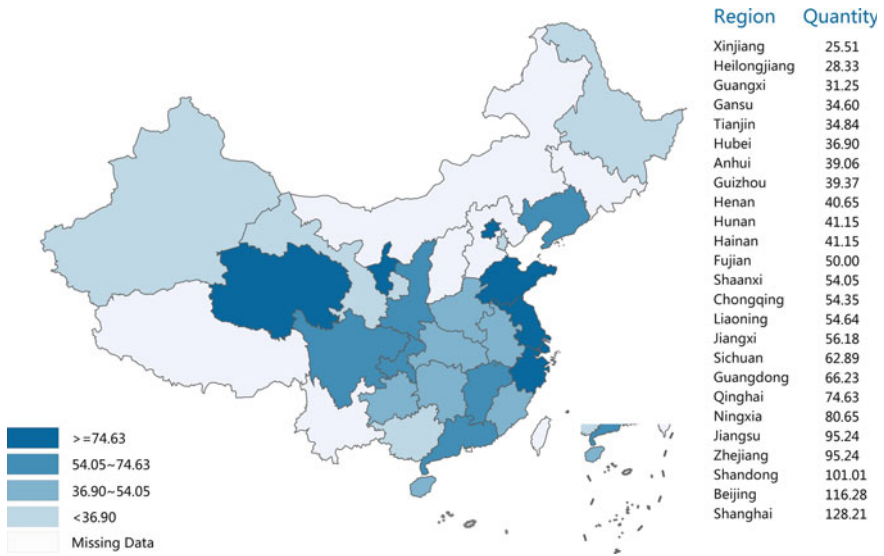 Region Quantity
Xinjiang 25.51
Heilongjiang 28.33
Guangxi 31.25
Gansu 34.60
Tianjin 34.84
Hubei 36.90
Anhui 39.06
Guizhou 39.37
Henan 40.65
Hunan 41.15
Hainan 41.15
Fujian 50.00
Shaanxi 54.05
Chongqing 54.35
Liaoning 54.64
Jiangxi 56.18
Sichuan 62.89
Guangdong 66.23
Qinghai 74.63
Ningxia 80.65
Jiangsu 95.24
Zhejiang 95.24
Shandong 101.01
Beijing 116.28
Shanghai 128.21
>=74.63
54.05~74.63
36.90~54.05
<36.90
Missing Data